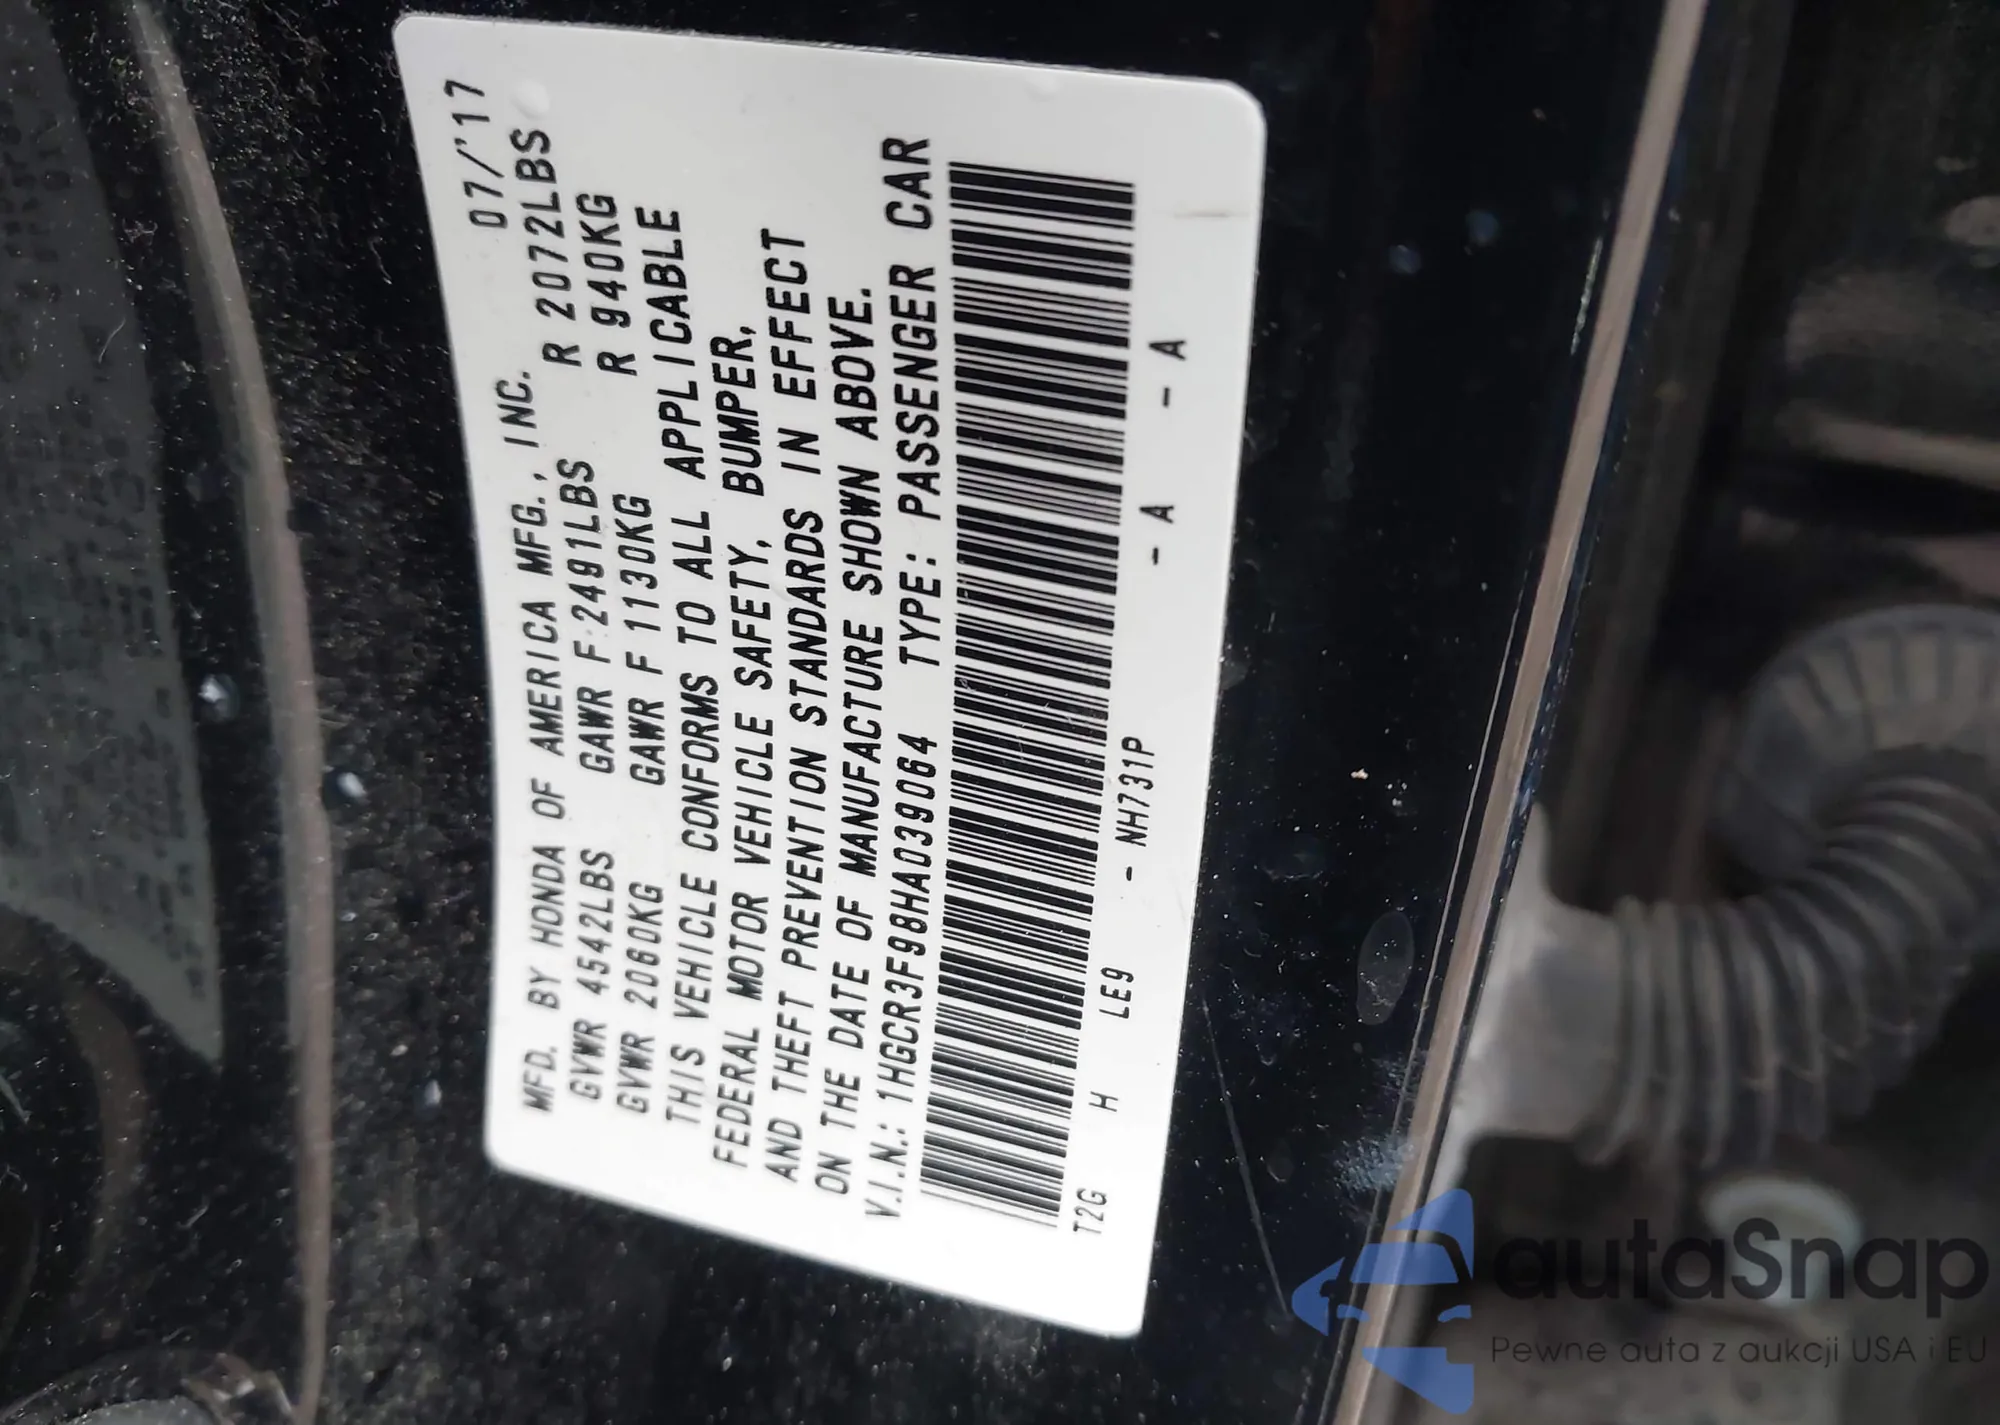 MFD. BY HONDA OF AMERICA MFG., INC. 07/'17
GVWR 4542LBS GAWR F 2491LBS R 2072LBS
GVWR 2060KG GAWR F 1130KG R 940KG
THIS VEHICLE CONFORMS TO ALL APPLICABLE
FEDERAL MOTOR VEHICLE SAFETY, BUMPER,
AND THEFT PREVENTION STANDARDS IN EFFECT
ON THE DATE OF MANUFACTURE SHOWN ABOVE.
V.I.N.: 1HGCR3F98HA039064 TYPE: PASSENGER CAR
T2G H LE9 - NH731P - A - A
autaSnap
Pewne auta z aukcji USA i EU